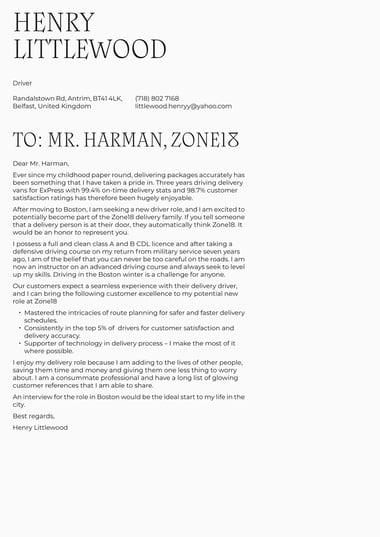 HENRY
LITTLEWOOD
Driver
Randalstown Rd, Antrim, BT41 4LK,
Belfast, United Kingdom
(718) 802 7168
littlewood.henryy@yahoo.com
TO: MR. HARMAN, ZONE18
Dear Mr. Harman,
Ever since my childhood paper round, delivering packages accurately has
been something that I have taken a pride in. Three years driving delivery
vans for ExPress with 99.4% on-time delivery stats and 98.7% customer
satisfaction ratings has therefore been hugely enjoyable.
After moving to Boston, I am seeking a new driver role, and I am excited to
potentially become part of the Zone18 delivery family. If you tell someone
that a delivery person is at their door, they automatically think Zone18. It
would be an honor to represent you.
I possess a full and clean class A and B CDL licence and after taking a
defensive driving course on my return from military service seven years
ago, I am of the belief that you can never be too careful on the roads. I am
now an instructor on an advanced driving course and always seek to level
up my skills. Driving in the Boston winter is a challenge for anyone.
Our customers expect a seamless experience with their delivery driver,
and I can bring the following customer excellence to my potential new
role at Zone18
• Mastered the intricacies of route planning for safer and faster delivery
schedules.
• Consistently in the top 5% of drivers for customer satisfaction and
delivery accuracy.
• Supporter of technology in delivery process – I make the most of it
where possible.
I enjoy my delivery role because I am adding to the lives of other people,
saving them time and money and giving them one less thing to worry
about. I am a consummate professional and have a long list of glowing
customer references that I am able to share.
An interview for the role in Boston would be the ideal start to my life in the
city.
Best regards,
Henry Littlewood